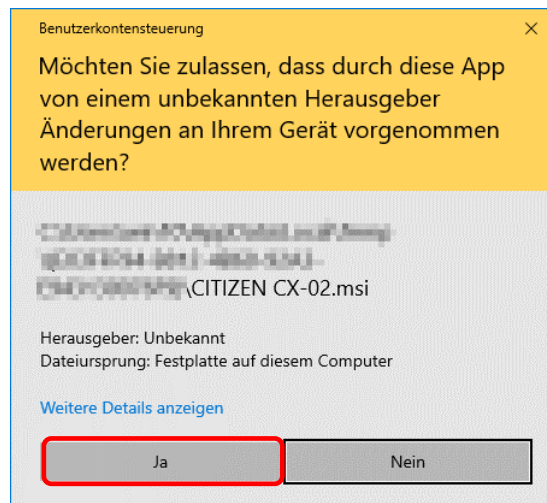 Benutzerkontensteuerung
Möchten Sie zulassen, dass durch diese App
von einem unbekannten Herausgeber
Änderungen an Ihrem Gerät vorgenommen
werden?
\CITIZEN CX-02.msi
Herausgeber: Unbekannt
Dateiursprung: Festplatte auf diesem Computer
Weitere Details anzeigen
Ja
Nein